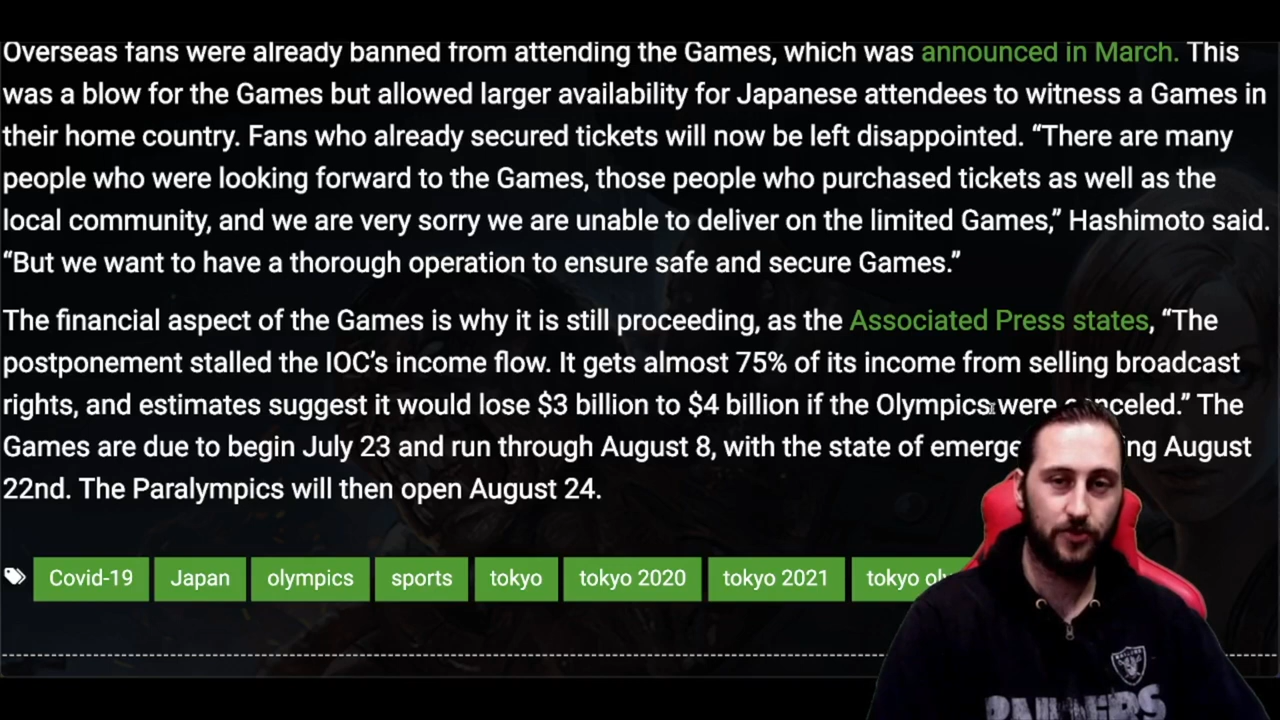 Overseas fans were already banned from attending the Games, which was announced in March. This
was a blow for the Games but allowed larger availability for Japanese attendees to witness a Games in
their home country. Fans who already secured tickets will now be left disappointed. “There are many
people who were looking forward to the Games, those people who purchased tickets as well as the
local community, and we are very sorry we are unable to deliver on the limited Games,” Hashimoto said.
“But we want to have a thorough operation to ensure safe and secure Games.”
The financial aspect of the Games is why it is still proceeding, as the Associated Press states, “The
postponement stalled the IOC’s income flow. It gets almost 75% of its income from selling broadcast
rights, and estimates suggest it would lose $3 billion to $4 billion if the Olympics were canceled.” The
Games are due to begin July 23 and run through August 8, with the state of August
22nd. The Paralympics will then open August 24.
Covid-19 Japan olympics sports tokyo tokyo 2020 tokyo 2021 tokyo
RAIDERS